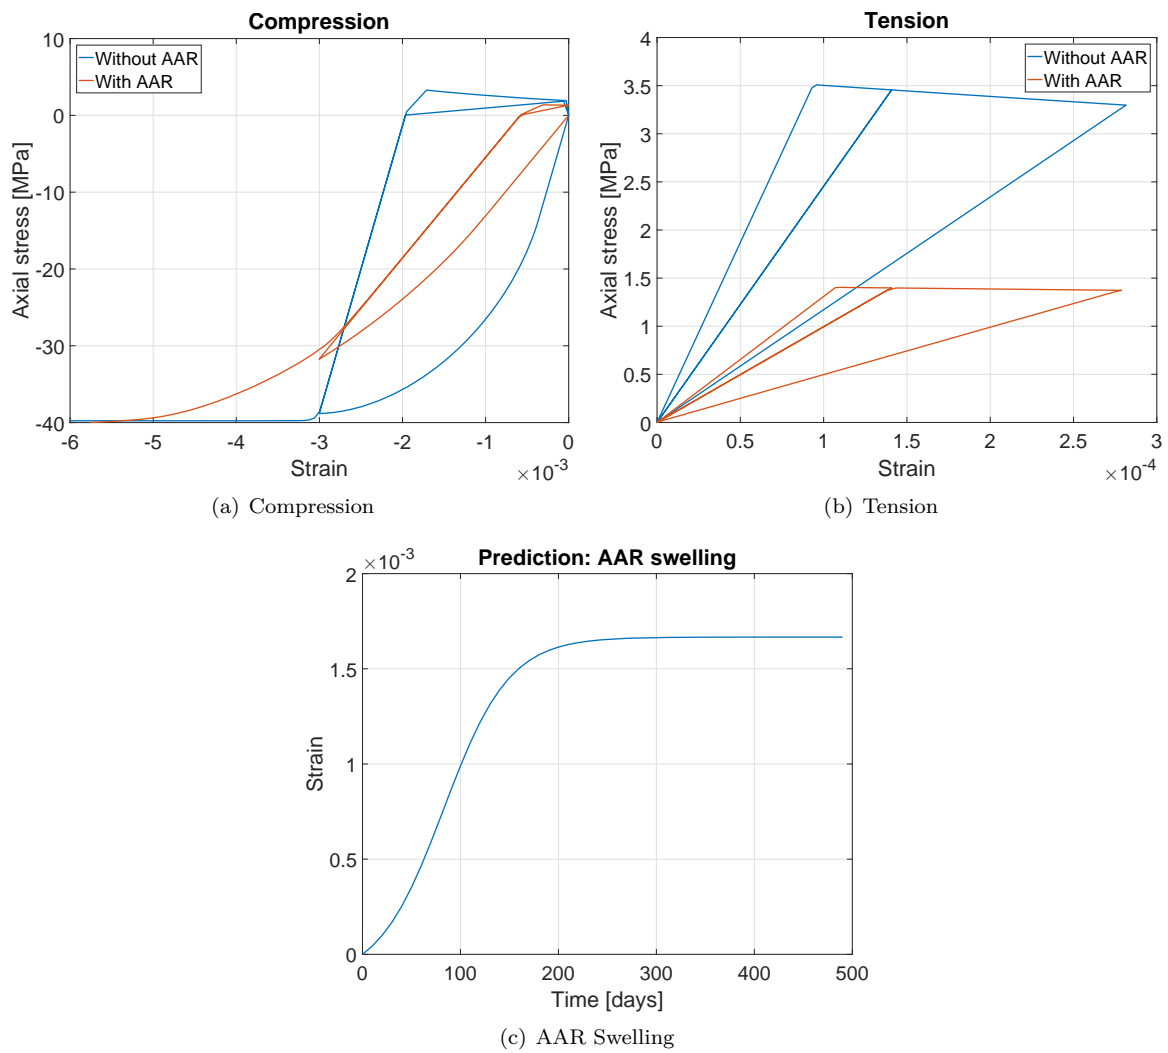 Compression
10
0
-10
-20
-30
-40
-6 -5 -4 -3 -2 -1 0
Axial stress [MPa]
Strain
×10-3
Without AAR
With AAR
(a) Compression
Tension
4
3.5
3
2.5
2
1.5
1
0.5
0
0 0.5 1 1.5 2 2.5 3
Axial stress [MPa]
Strain
×10-4
Without AAR
With AAR
(b) Tension
Prediction: AAR swelling
×10-3
2
1.5
1
0.5
0
0 100 200 300 400 500
Strain
Time [days]
(c) AAR Swelling